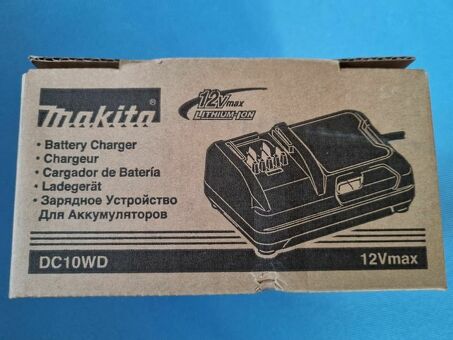 makita®
12Vmax
LITHIUM-ION
• Battery Charger
• Chargeur
• Cargador de Batería
• Ladegerät
• Зарядное Устройство
Для Аккумуляторов
DC10WD
12Vmax